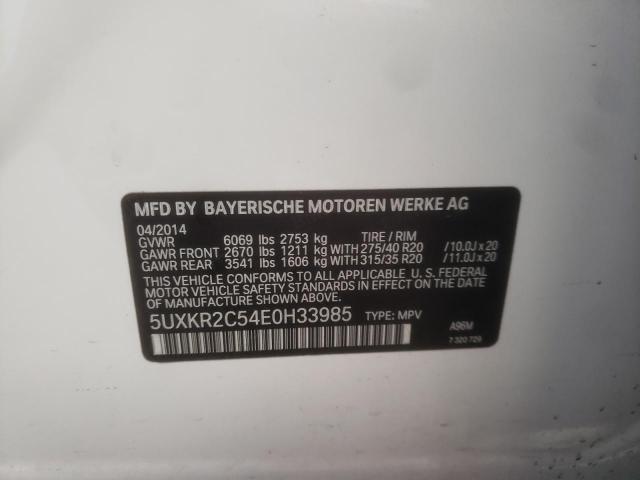 MFD BY BAYERISCHE MOTOREN WERKE AG
04/2014
GVWR 6069 lbs 2753 kg TIRE / RIM
GAWR FRONT 2670 lbs 1211 kg WITH 275/40 R20 / 10.0J x 20
GAWR REAR 3541 lbs 1606 kg WITH 315/35 R20 / 11.0J x 20
THIS VEHICLE CONFORMS TO ALL APPLICABLE U. S. FEDERAL
MOTOR VEHICLE SAFETY STANDARDS IN EFFECT ON THE DATE OF
MANUFACTURE SHOWN ABOVE.
5UXKR2C54E0H33985 TYPE: MPV
A96M
7 320 729